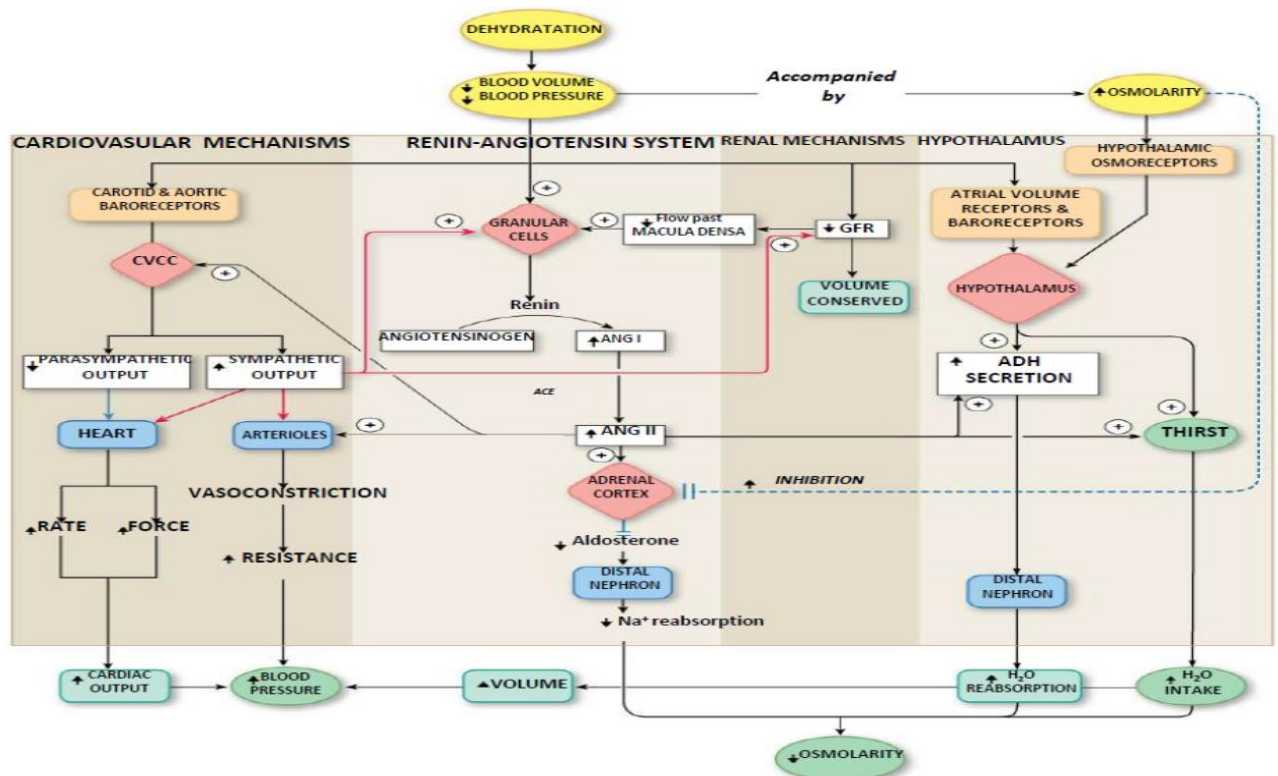 DEHYDRATATION
↓ BLOOD VOLUME
↓ BLOOD PRESSURE
Accompanied
by
↑ OSMOLARITY
CARDIOVASULAR MECHANISMS
RENIN-ANGIOTENSIN SYSTEM
RENAL MECHANISMS
HYPOTHALAMUS
HYPOTHALAMIC
OSMORECEPTORS
CAROTID & AORTIC
BARORECEPTORS
+
+
GRANULAR
CELLS
+
↓ Flow past
MACULA DENSA
↓ GFR
+
ATRIAL VOLUME
RECEPTORS &
BARORECEPTORS
CVCC
+
VOLUME
CONSERVED
HYPOTHALAMUS
Renin
ANGIOTENSINOGEN
↑ ANG I
+
↓ PARASYMPATHETIC
OUTPUT
↑ SYMPATHETIC
OUTPUT
↑ ADH
SECRETION
ACE
+
+
HEART
ARTERIOLES
+
↑ ANG II
+
THIRST
+
ADRENAL
CORTEX
↑ INHIBITION
VASOCONSTRICTION
↑ RATE
↑ FORCE
↓ Aldosterone
↑ RESISTANCE
DISTAL
NEPHRON
DISTAL
NEPHRON
↓ Na⁺ reabsorption
↑ CARDIAC
OUTPUT
↑ BLOOD
PRESSURE
▲VOLUME
↑ H₂O
REABSORPTION
↑ H₂O
INTAKE
↓ OSMOLARITY